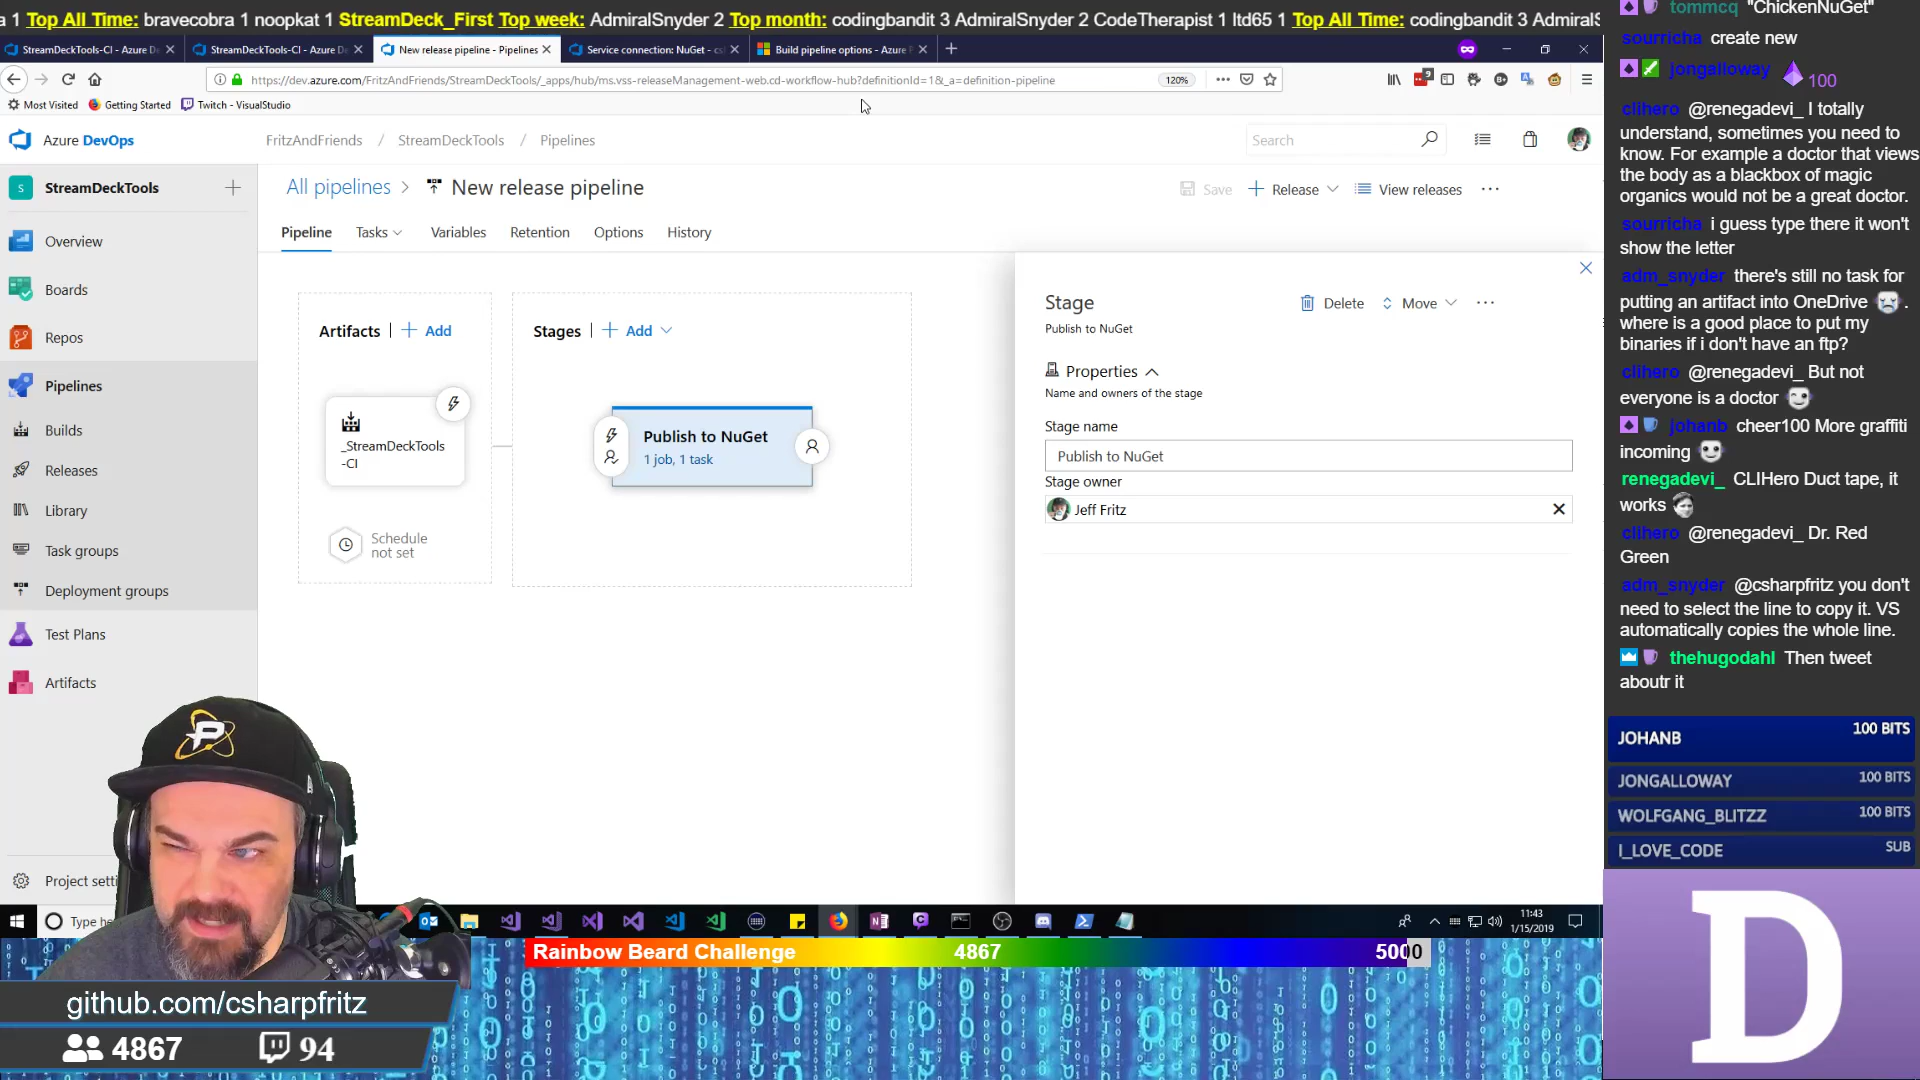 a 1 Top All Time: bravecobra 1 noopkat 1 StreamDeck_First Top week: AdmiralSnyder 2 Top month: codingbandit 3 AdmiralSnyder 2 CodeTherapist 1 ltd65 1 Top All Time: codingbandit 3 AdmiralS
StreamDeckTools-CI - Azure De
StreamDeckTools-CI - Azure De
New release pipeline - Pipelines
Service connection: NuGet - cs
Build pipeline options - Azure P
https://dev.azure.com/FritzAndFriends/StreamDeckTools/_apps/hub/ms.vss-releaseManagement-web.cd-workflow-hub?definitionId=1&_a=definition-pipeline
120%
Most Visited
Getting Started
Twitch - VisualStudio
Azure DevOps
FritzAndFriends / StreamDeckTools / Pipelines
Search
S
StreamDeckTools
Overview
Boards
Repos
Pipelines
Builds
Releases
Library
Task groups
Deployment groups
Test Plans
Artifacts
Project setti
All pipelines > New release pipeline
Save
Release
View releases
Pipeline
Tasks
Variables
Retention
Options
History
Artifacts | + Add
_StreamDeckTools
-CI
Schedule
not set
Stages | + Add
Publish to NuGet
1 job, 1 task
Stage
Publish to NuGet
Delete
Move
Properties
Name and owners of the stage
Stage name
Publish to NuGet
Stage owner
Jeff Fritz
Type he
11:43
1/15/2019
tommcq "ChickenNuGet"
sourricha create new
jongalloway 100
clihero @renegadevi_ I totally
understand, sometimes you need to
know. For example a doctor that views
the body as a blackbox of magic
organics would not be a great doctor.
sourricha i guess type there it won't
show the letter
adm_snyder there's still no task for
putting an artifact into OneDrive .
where is a good place to put my
binaries if i don't have an ftp?
clihero @renegadevi_ But not
everyone is a doctor
johanb cheer100 More graffiti
incoming
renegadevi_ CLIHero Duct tape, it
works
clihero @renegadevi_ Dr. Red
Green
adm_snyder @csharpfritz you don't
need to select the line to copy it. VS
automatically copies the whole line.
thehugodahl Then tweet
aboutr it
JOHANB 100 BITS
JONGALLOWAY 100 BITS
WOLFGANG_BLITZZ 100 BITS
I_LOVE_CODE SUB
D
Rainbow Beard Challenge 4867 5000
github.com/csharpfritz
4867 94